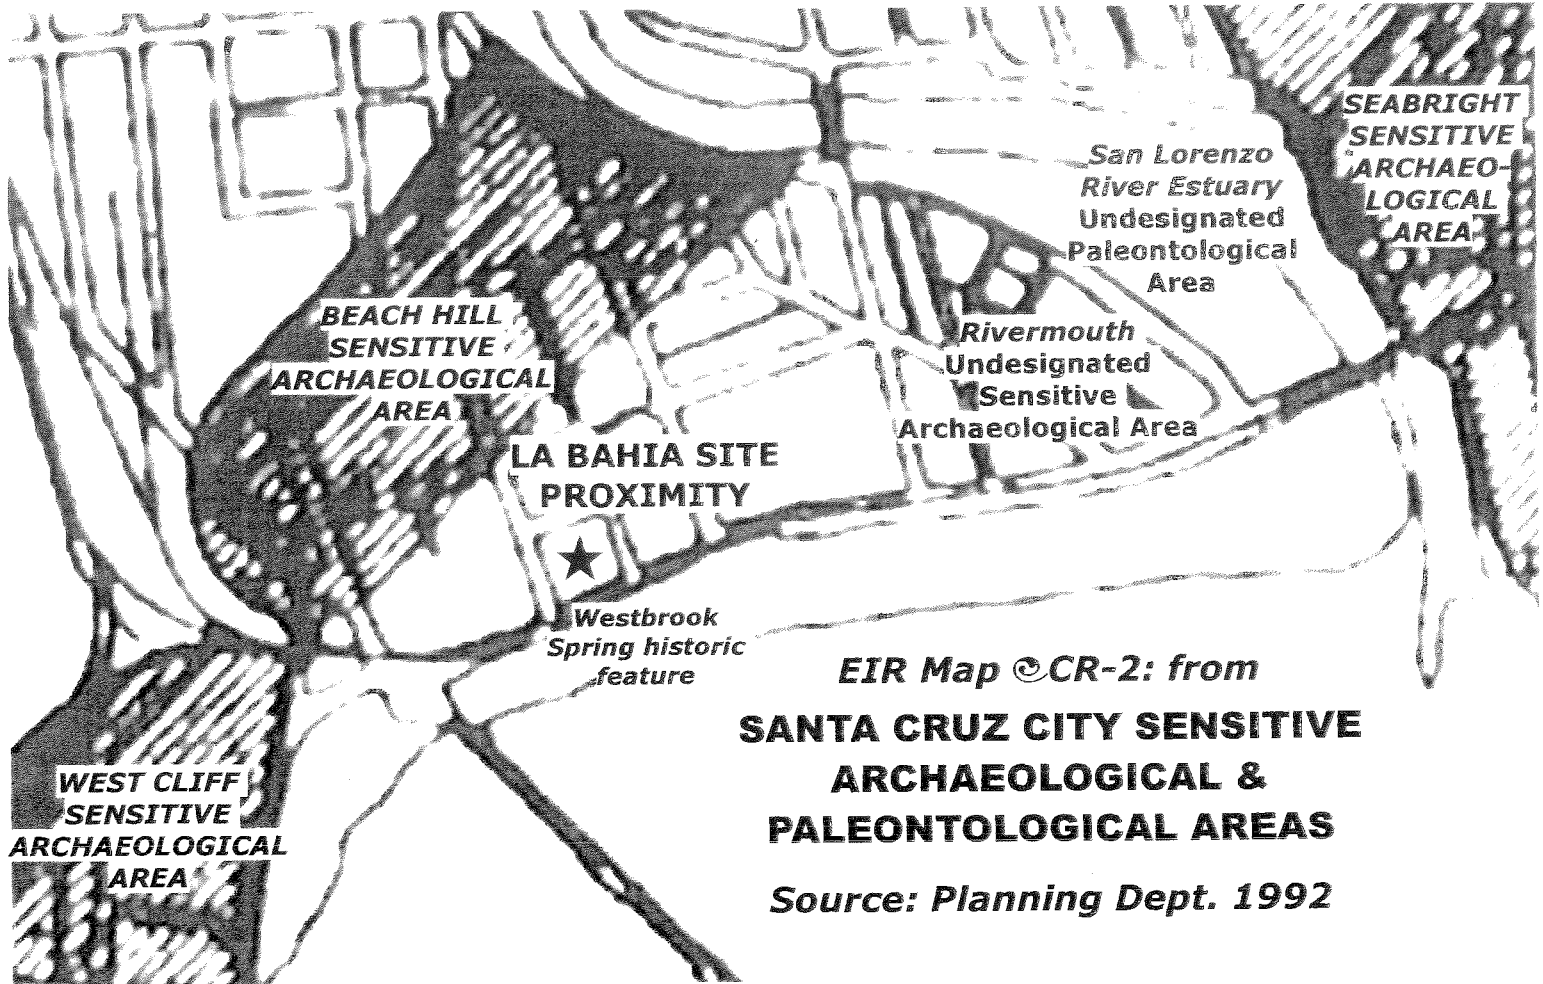 SEABRIGHT
SENSITIVE
ARCHAEO-
LOGICAL
AREA
San Lorenzo
River Estuary
Undesignated
Paleontological
Area
BEACH HILL
SENSITIVE
ARCHAEOLOGICAL
AREA
Rivermouth
Undesignated
Sensitive
Archaeological Area
LA BAHIA SITE
PROXIMITY
Westbrook
Spring historic
feature
WEST CLIFF
SENSITIVE
ARCHAEOLOGICAL
AREA
EIR Map CR-2: from
SANTA CRUZ CITY SENSITIVE
ARCHAEOLOGICAL &
PALEONTOLOGICAL AREAS
Source: Planning Dept. 1992